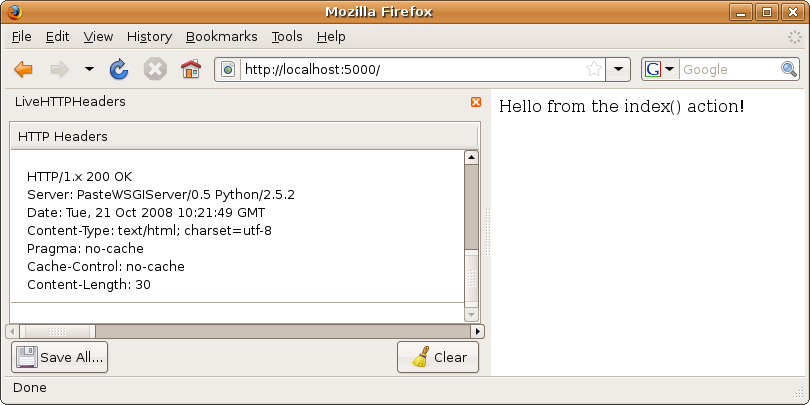 Mozilla Firefox
File Edit View History Bookmarks Tools Help
http://localhost:5000/
G
Google
LiveHTTPHeaders
HTTP Headers
HTTP/1.x 200 OK
Server: PasteWSGIServer/0.5 Python/2.5.2
Date: Tue, 21 Oct 2008 10:21:49 GMT
Content-Type: text/html; charset=utf-8
Pragma: no-cache
Cache-Control: no-cache
Content-Length: 30
Save All...
Clear
Hello from the index() action!
Done